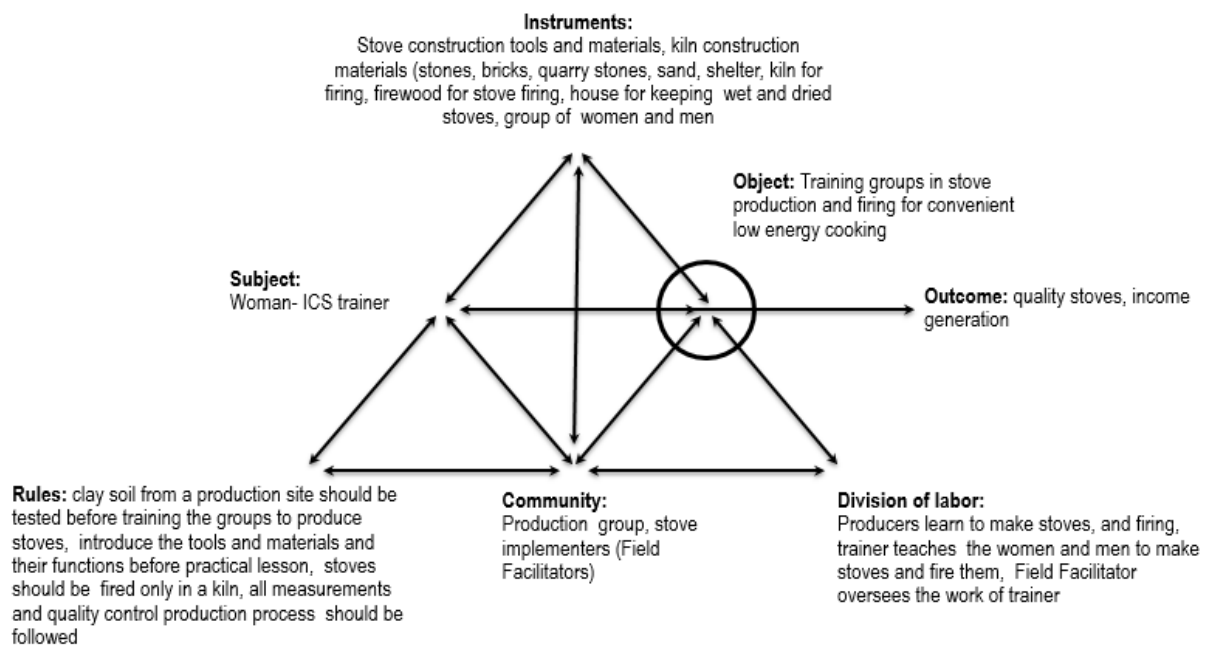 Instruments:
Stove construction tools and materials, kiln construction
materials (stones, bricks, quarry stones, sand, shelter, kiln for
firing, firewood for stove firing, house for keeping wet and dried
stoves, group of women and men
Object: Training groups in stove
production and firing for convenient
low energy cooking
Subject:
Woman- ICS trainer
Outcome: quality stoves, income
generation
Rules: clay soil from a production site should be
tested before training the groups to produce
stoves, introduce the tools and materials and
their functions before practical lesson, stoves
should be fired only in a kiln, all measurements
and quality control production process should be
followed
Community:
Production group, stove
implementers (Field
Facilitators)
Division of labor:
Producers learn to make stoves, and firing,
trainer teaches the women and men to make
stoves and fire them, Field Facilitator
oversees the work of trainer